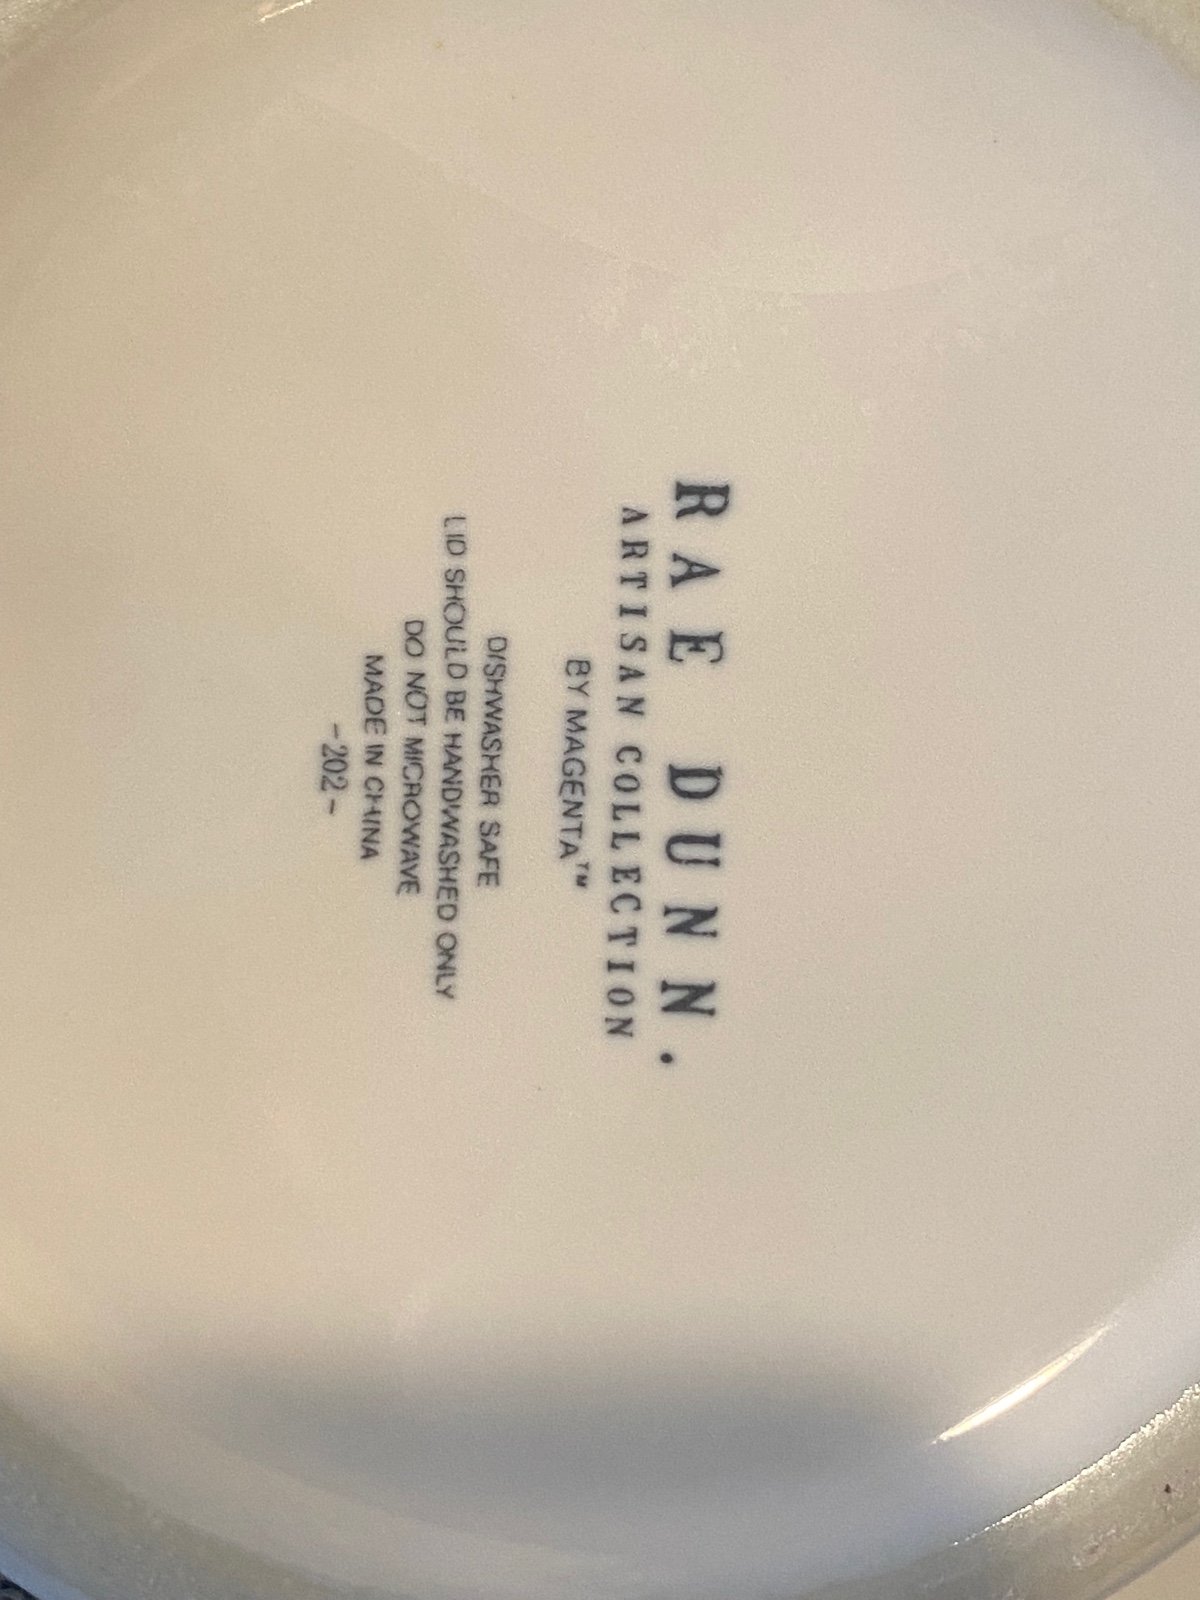 RAE DUNN.
ARTISAN COLLECTION
BY MAGENTA™
DISHWASHER SAFE
LID SHOULD BE HANDWASHED ONLY
DO NOT MICROWAVE
MADE IN CHINA
-202-